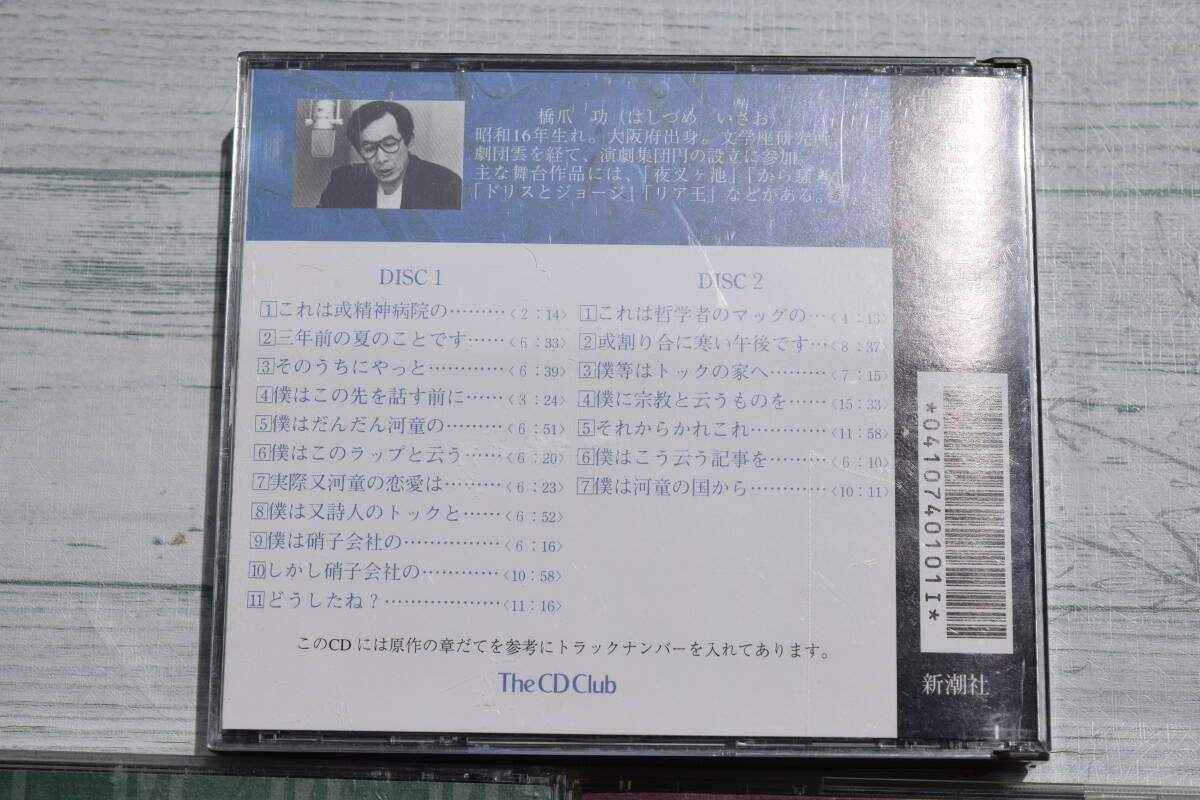 橋爪 功(はしづめ いさお)
昭和16年生れ。大阪府出身。文学座研究所、
劇団雲を経て、演劇集団円の設立に参加。
主な舞台作品には、「夜叉ケ池」「から騒ぎ」
「ドリスとジョージ」「リア王」などがある。
DISC 1
1これは或精神病院の………〈2:14〉
2三年前の夏のことです……〈6:33〉
3そのうちにやっと…………〈6:39〉
4僕はこの先を話す前に……〈3:24〉
5僕はだんだん河童の………〈6:51〉
6僕はこのラップと云う……〈6:20〉
7実際又河童の恋愛は………〈6:23〉
8僕は又詩人のトックと……〈6:52〉
9僕は硝子会社の……………〈6:16〉
10しかし硝子会社の…………〈10:58〉
11どうしたね?………………〈11:16〉
DISC 2
1これは哲学者のマッグの…〈4:13〉
2或割り合に寒い午後です…〈8:37〉
3僕等はトックの家へ………〈7:15〉
4僕に宗教と云うものを……〈15:33〉
5それからかれこれ…………〈11:58〉
6僕はこう云う記事を………〈6:10〉
7僕は河童の国から…………〈10:11〉
このCDには原作の章だてを参考にトラックナンバーを入れてあります。
The CD Club
*0410740101I*
新潮社